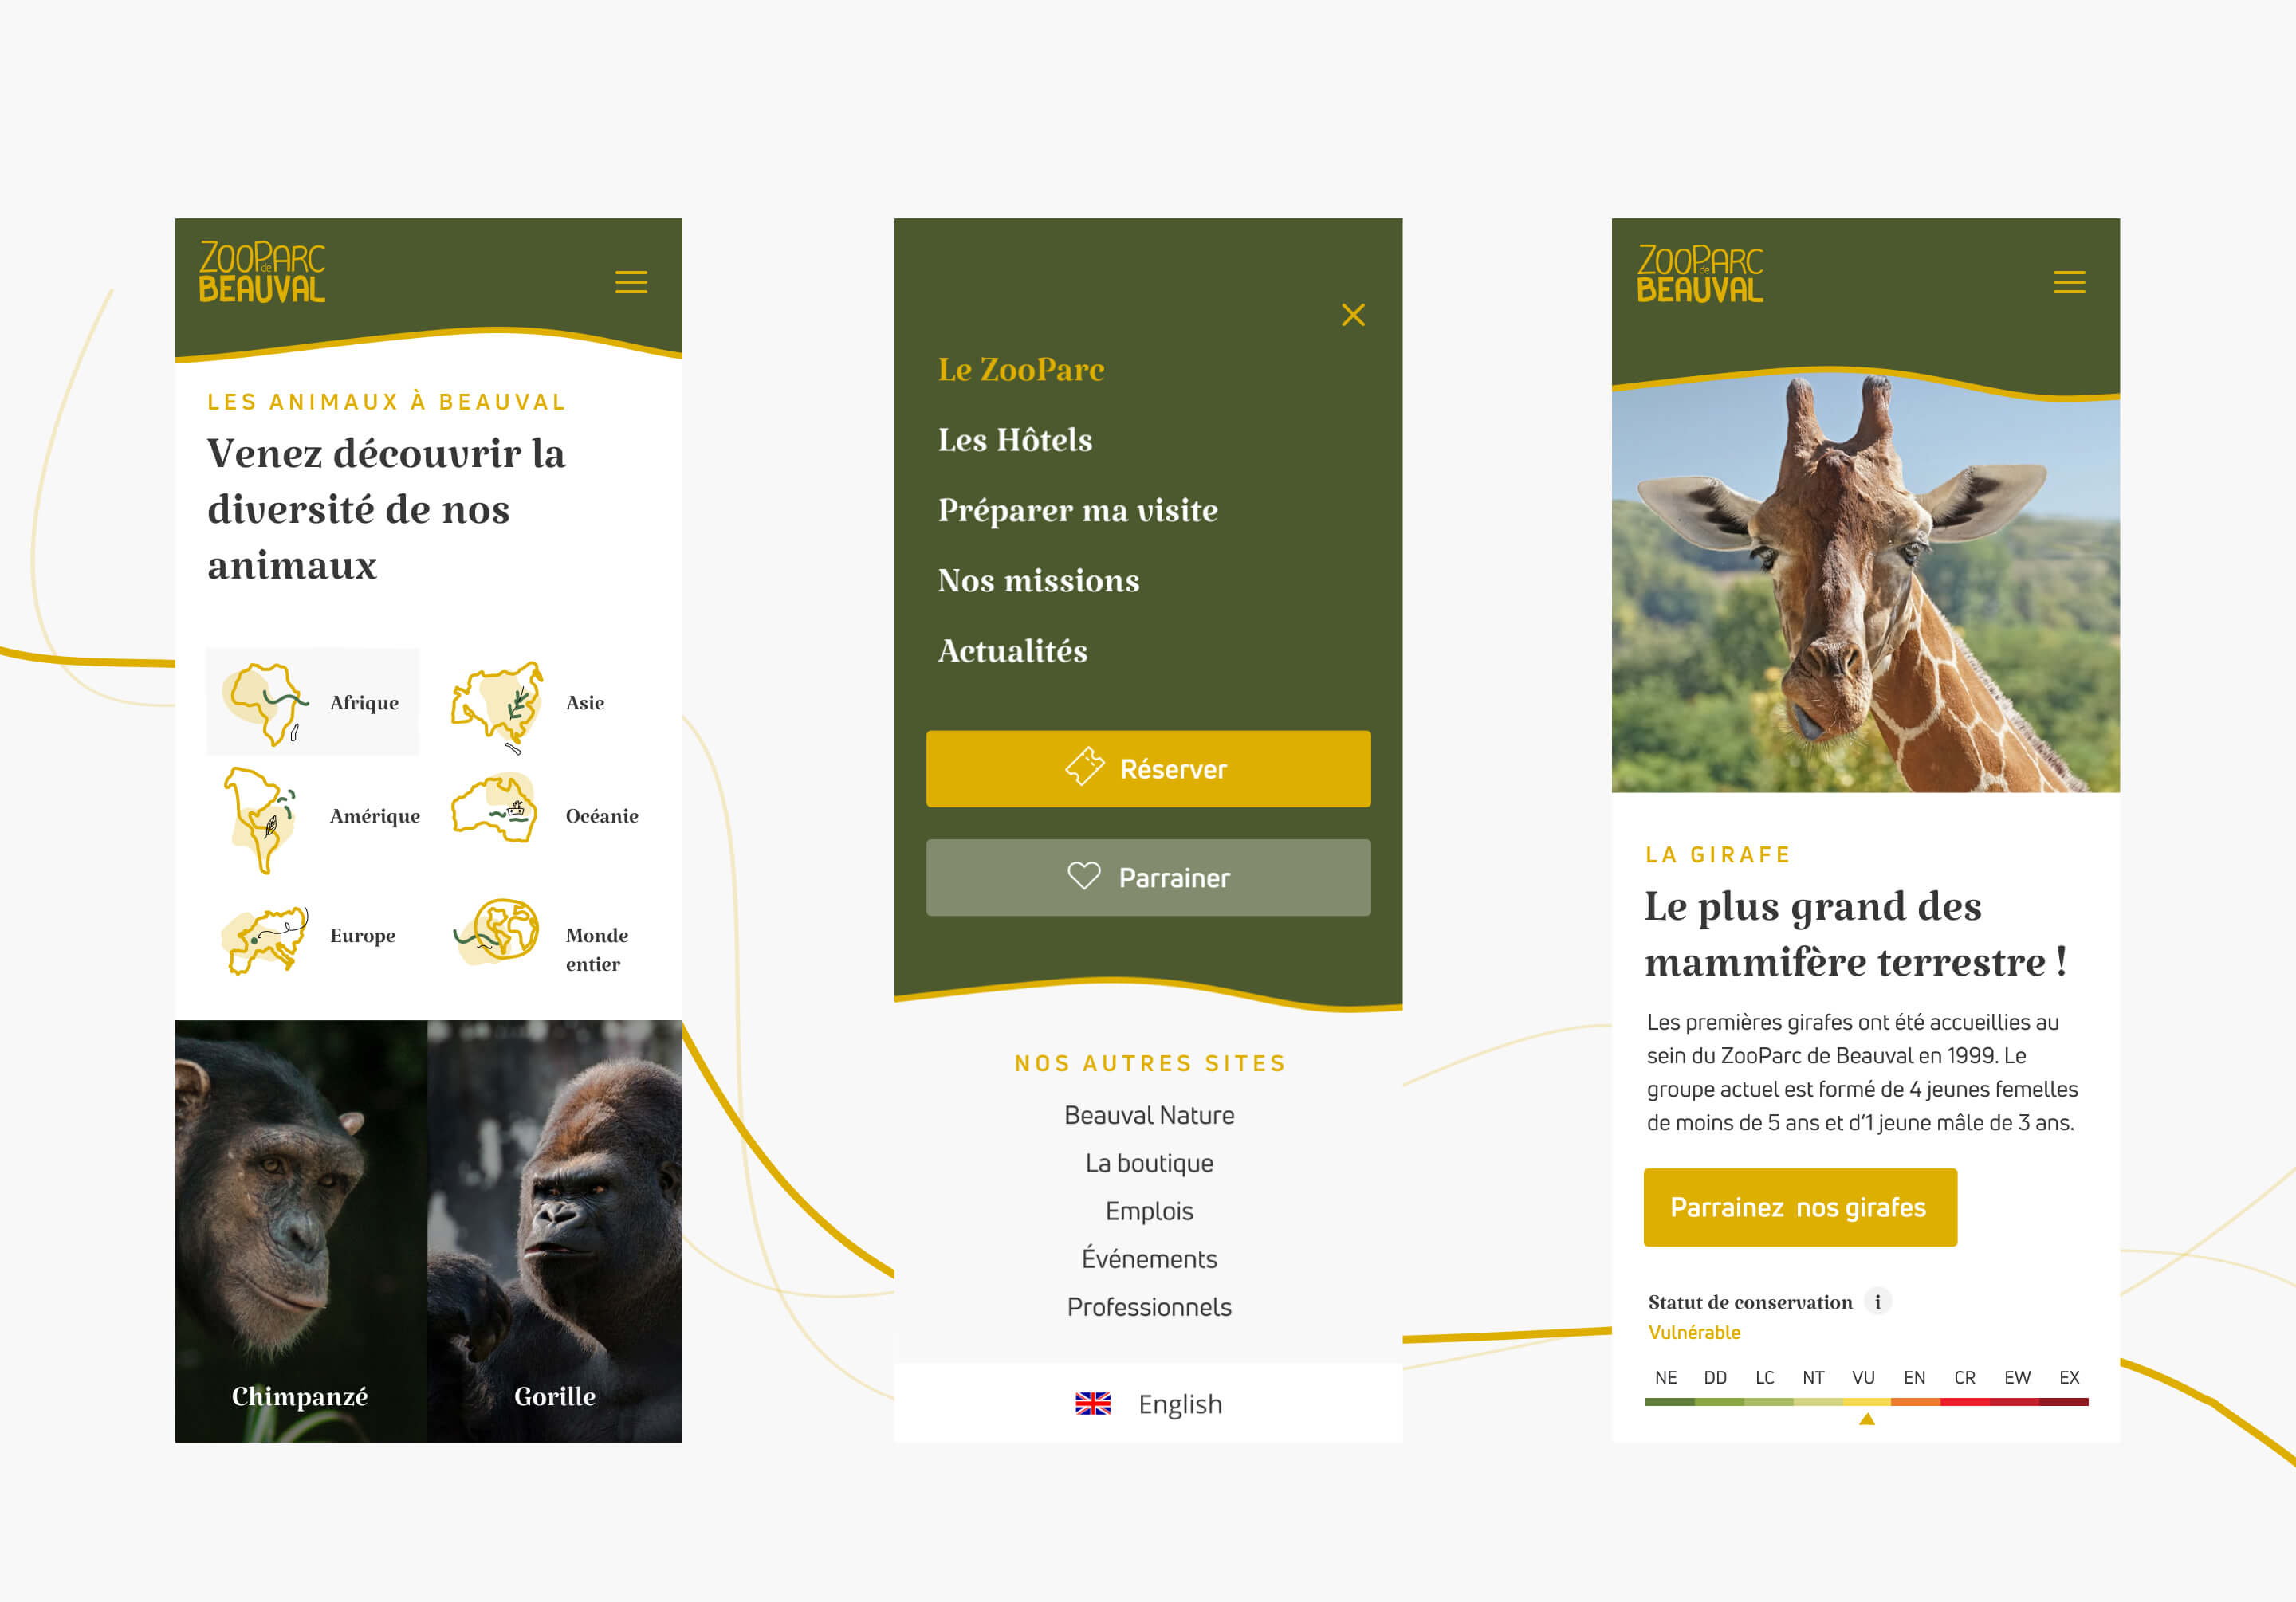 ZOOPARC
de
BEAUVAL
LES ANIMAUX À BEAUVAL
Venez découvrir la
diversité de nos
animaux
Afrique
Asie
Amérique
Océanie
Europe
Monde
entier
Chimpanzé
Gorille
Le ZooParc
Les Hôtels
Préparer ma visite
Nos missions
Actualités
Réserver
Parrainer
NOS AUTRES SITES
Beauval Nature
La boutique
Emplois
Événements
Professionnels
English
ZOOPARC
de
BEAUVAL
LA GIRAFE
Le plus grand des
mammifère terrestre !
Les premières girafes ont été accueillies au
sein du ZooParc de Beauval en 1999. Le
groupe actuel est formé de 4 jeunes femelles
de moins de 5 ans et d'1 jeune mâle de 3 ans.
Parrainez nos girafes
Statut de conservation i
Vulnérable
NE DD LC NT VU EN CR EW EX